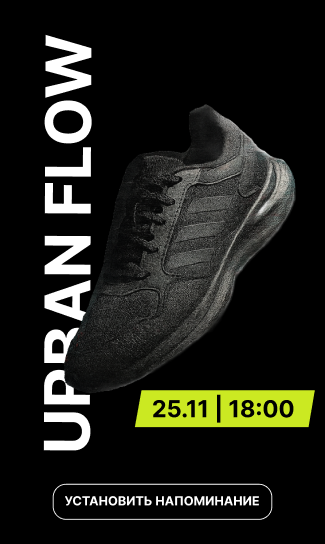 URBAN FLOW
25.11 | 18:00
УСТАНОВИТЬ НАПОМИНАНИЕ